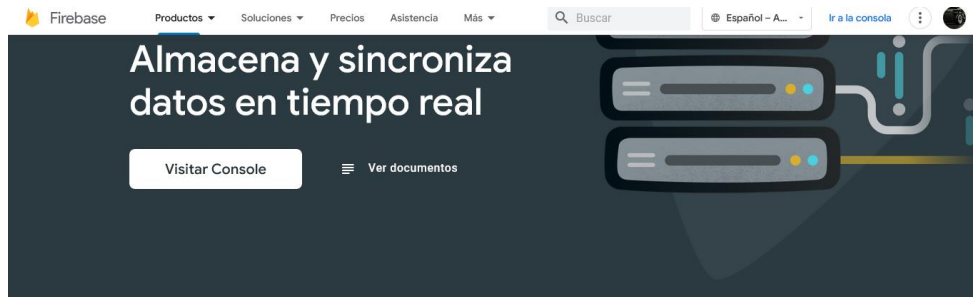 Firebase Productos Soluciones Precios Asistencia Más Buscar Español – A... Ir a la consola
Almacena y sincroniza
datos en tiempo real
Visitar Console Ver documentos